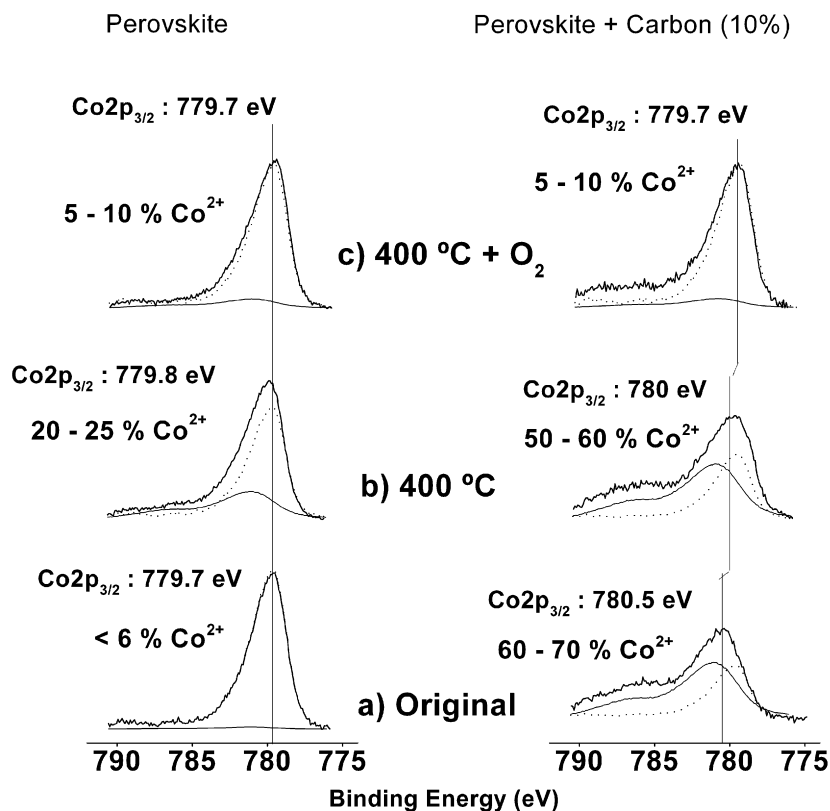 Perovskite
Perovskite + Carbon (10%)
Co2p3/2 : 779.7 eV
Co2p3/2 : 779.7 eV
5 - 10 % Co2+
5 - 10 % Co2+
c) 400 ºC + O2
Co2p3/2 : 779.8 eV
Co2p3/2 : 780 eV
20 - 25 % Co2+
50 - 60 % Co2+
b) 400 ºC
Co2p3/2 : 779.7 eV
Co2p3/2 : 780.5 eV
< 6 % Co2+
60 - 70 % Co2+
a) Original
790 785 780 775 790 785 780 775
Binding Energy (eV)